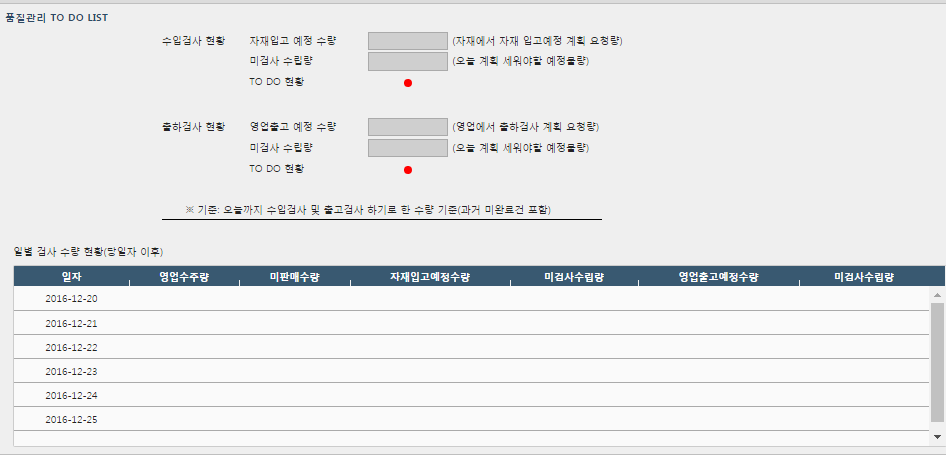 품질관리 TO DO LIST
수입검사 현황 자재입고 예정 수량 (자재에서 자재 입고예정 계획 요청량)
미검사 수립량 (오늘 계획 세워야할 예정물량)
TO DO 현황
출하검사 현황 영업출고 예정 수량 (영업에서 출하검사 계획 요청량)
미검사 수립량 (오늘 계획 세워야할 예정물량)
TO DO 현황
※ 기준: 오늘까지 수입검사 및 출고검사 하기로 한 수량 기준(과거 미완료건 포함)
일별 검사 수량 현황(당일자 이후)
일자 영업수주량 미판매수량 자재입고예정수량 미검사수립량 영업출고예정수량 미검사수립량
2016-12-20
2016-12-21
2016-12-22
2016-12-23
2016-12-24
2016-12-25